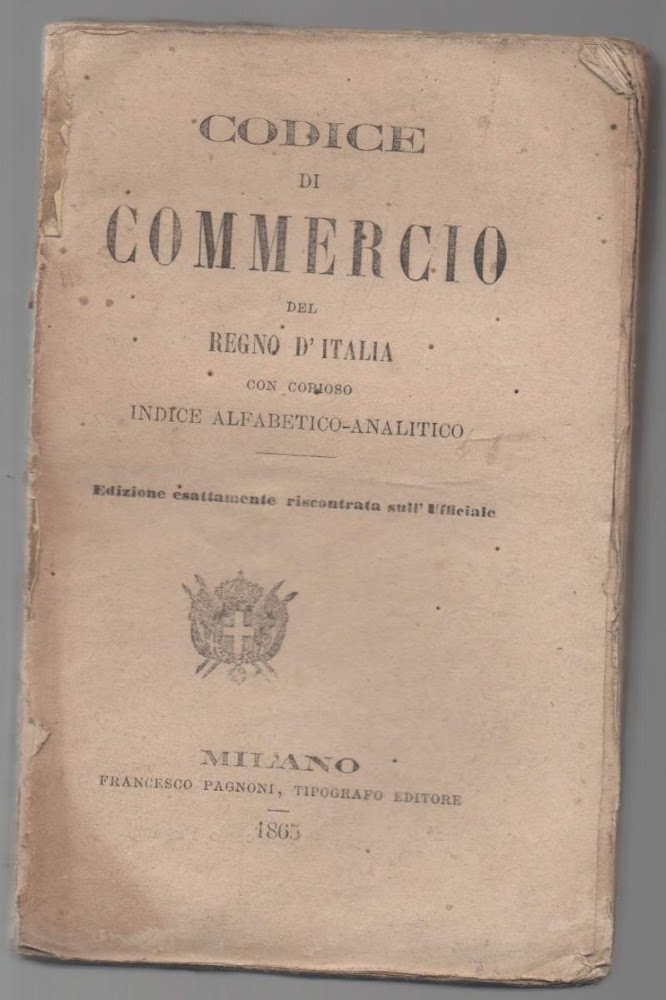 CODICE
DI
COMMERCIO
DEL
REGNO D'ITALIA
CON COPIOSO
INDICE ALFABETICO-ANALITICO
Edizione esattamente riscontrata sull' Ufficiale
MILANO
FRANCESCO PAGNONI, TIPOGRAFO EDITORE
1865